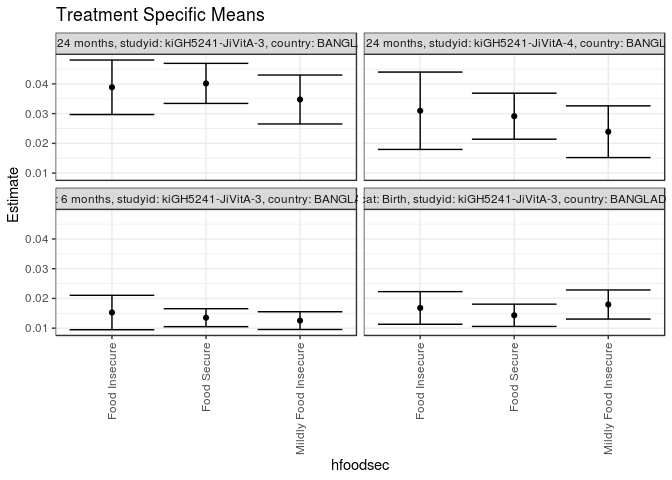 Treatment Specific Means
24 months, studyid: kiGH5241-JiVitA-3, country: BANGL
24 months, studyid: kiGH5241-JiVitA-4, country: BANGL
0.04
0.03
0.02
0.01
: 6 months, studyid: kiGH5241-JiVitA-3, country: BANGLA
cat: Birth, studyid: kiGH5241-JiVitA-3, country: BANGLAD
0.04
0.03
0.02
0.01
Estimate
Food Insecure
Food Secure
Mildly Food Insecure
Food Insecure
Food Secure
Mildly Food Insecure
hfoodsec